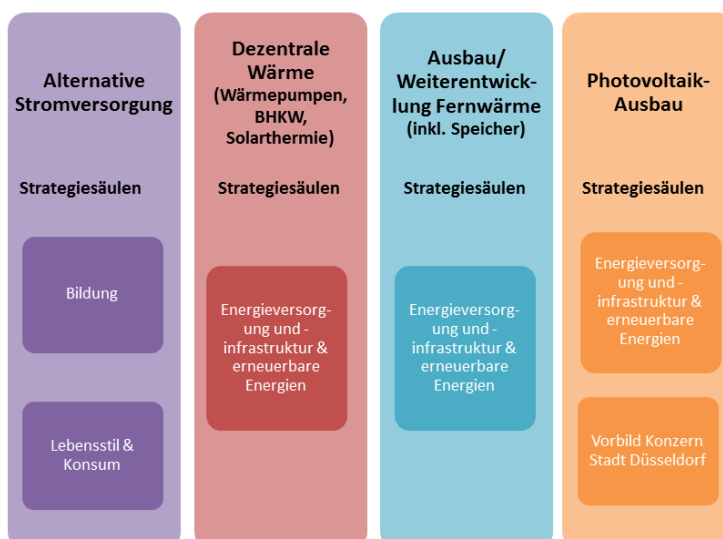 Alternative
Stromversorgung
Strategiesäulen
Bildung
Lebensstil &
Konsum
Dezentrale
Wärme
(Wärmepumpen,
BHKW,
Solarthermie)
Strategiesäulen
Energieversorg-
ung und -
infrastruktur &
erneuerbare
Energien
Ausbau/
Weiterentwick-
lung Fernwärme
(inkl. Speicher)
Strategiesäulen
Energieversorg-
ung und -
infrastruktur &
erneuerbare
Energien
Photovoltaik-
Ausbau
Strategiesäulen
Energieversorg-
ung und -
infrastruktur &
erneuerbare
Energien
Vorbild Konzern
Stadt Düsseldorf